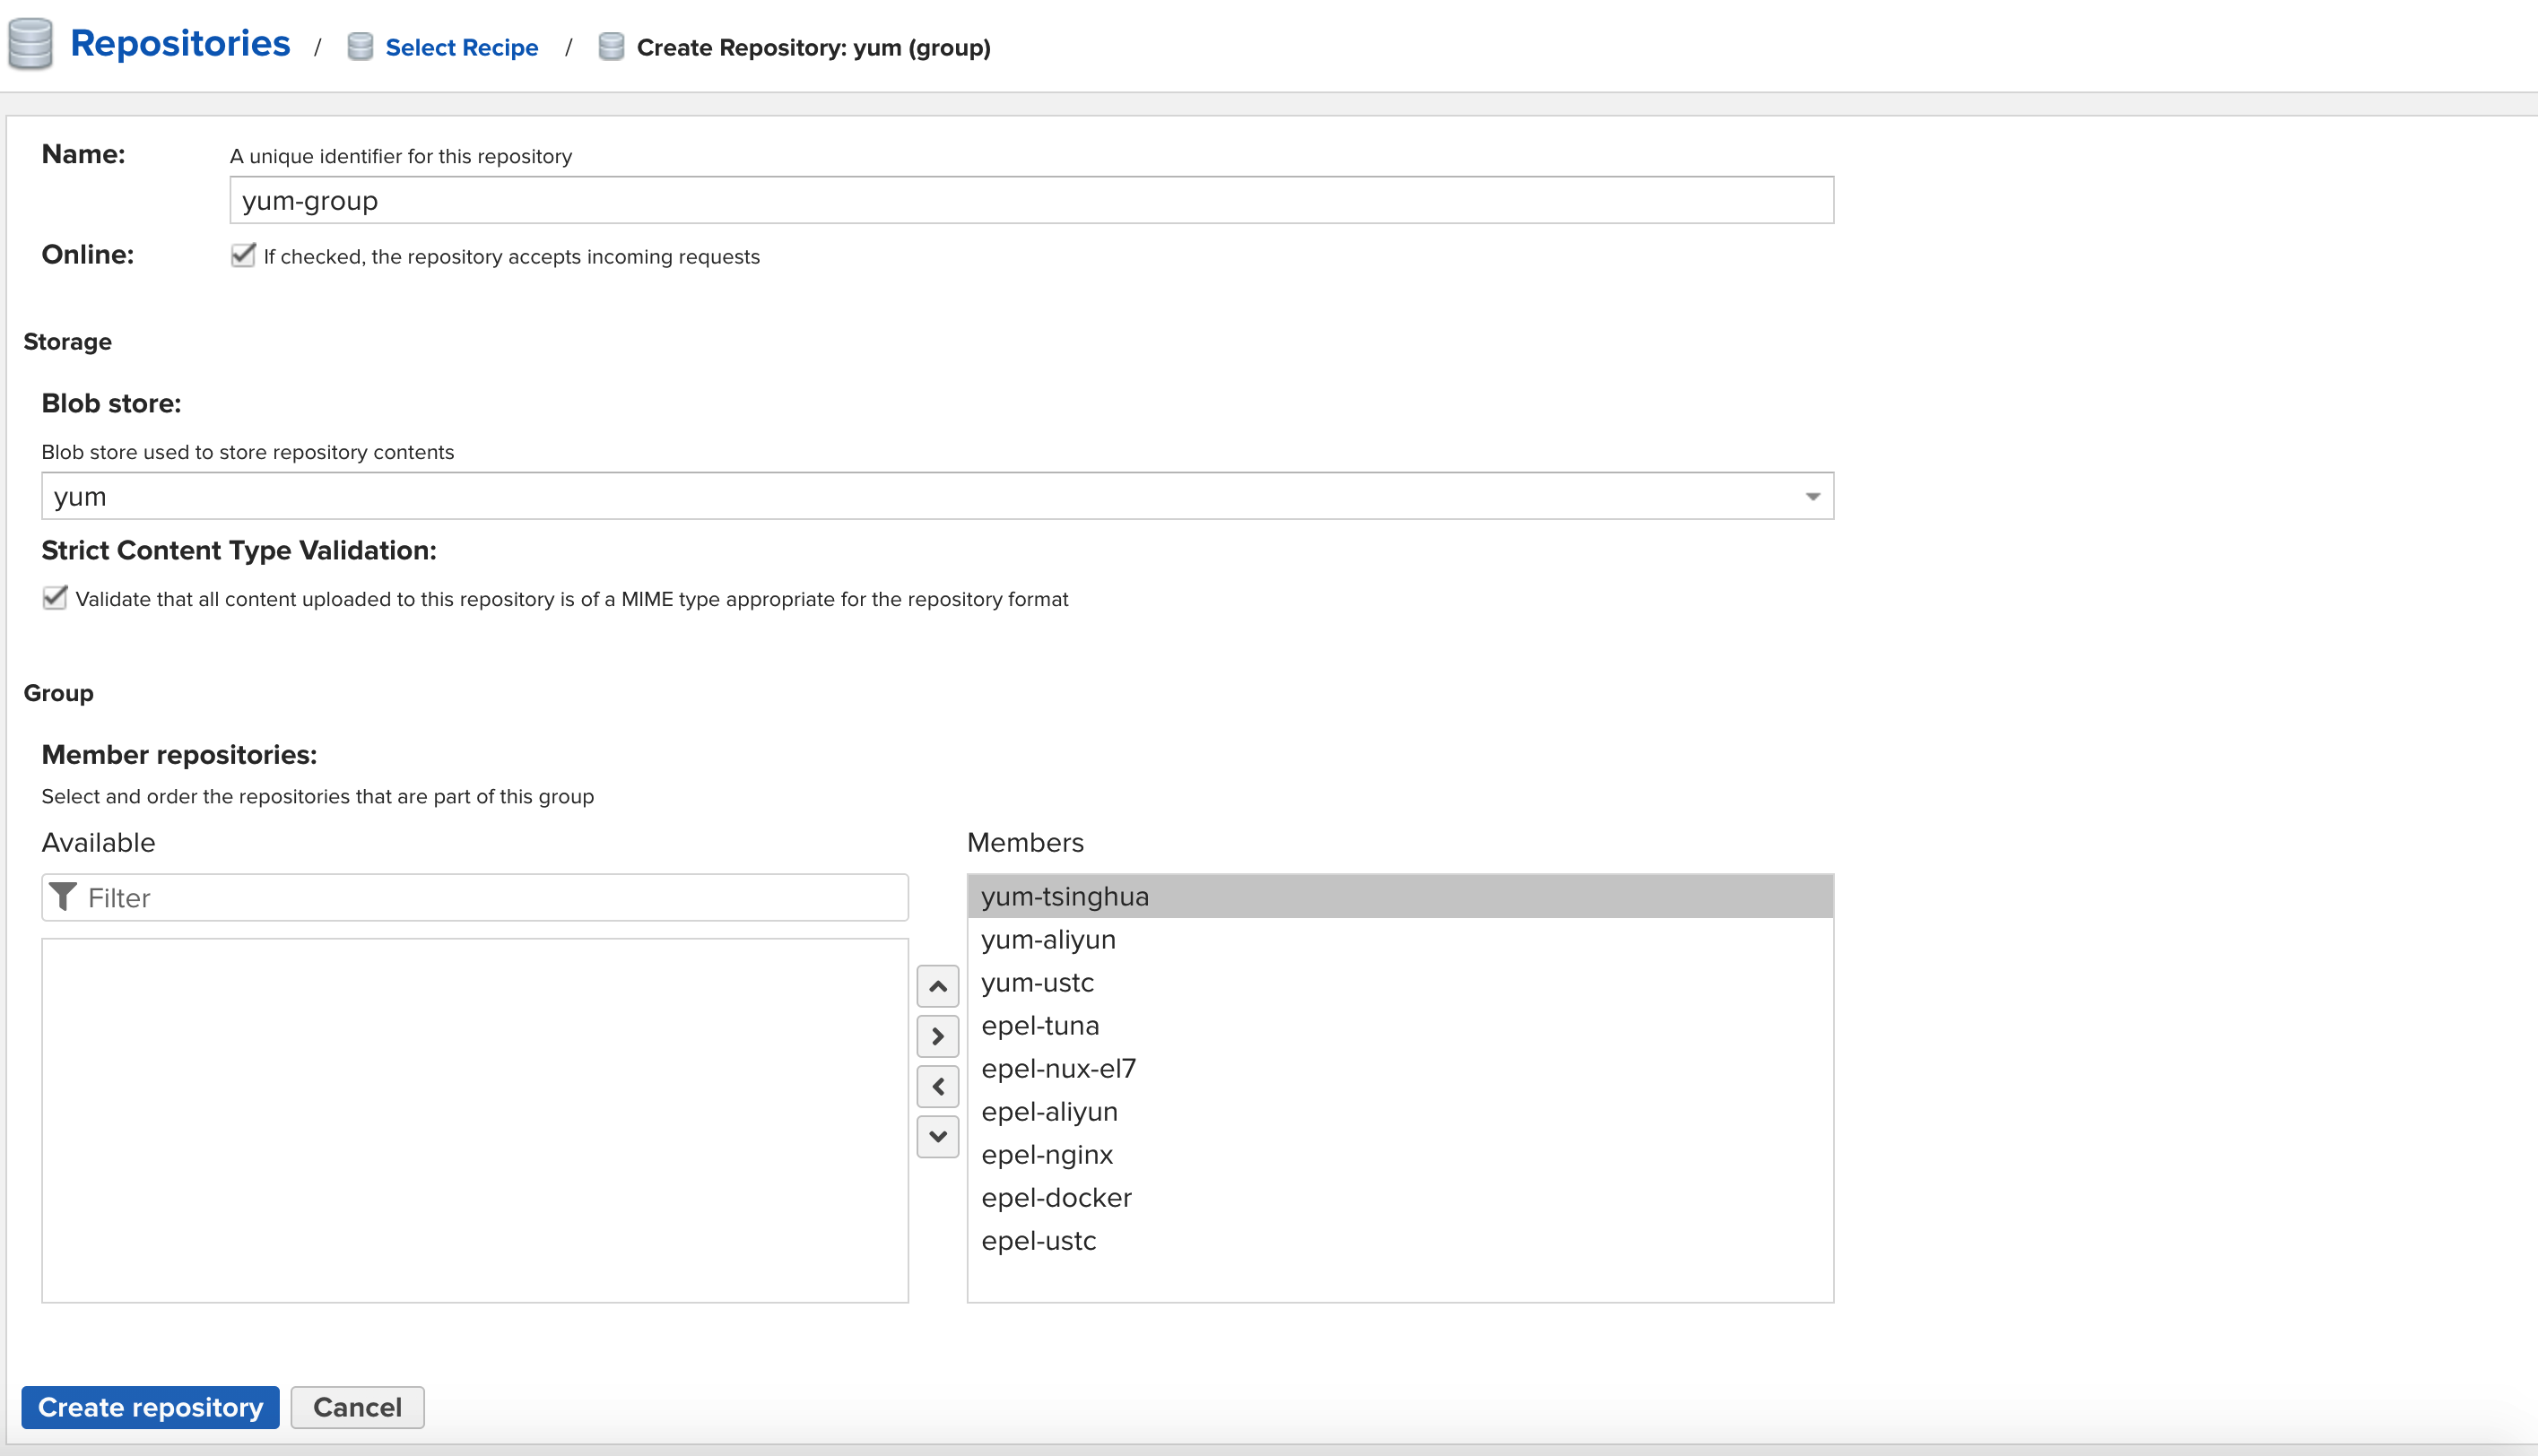 Repositories / Select Recipe / Create Repository: yum (group)
Name: A unique identifier for this repository
yum-group
Online: If checked, the repository accepts incoming requests
Storage
Blob store:
Blob store used to store repository contents
yum
Strict Content Type Validation:
Validate that all content uploaded to this repository is of a MIME type appropriate for the repository format
Group
Member repositories:
Select and order the repositories that are part of this group
Available
Filter
Members
yum-tsinghua
yum-aliyun
yum-ustc
epel-tuna
epel-nux-el7
epel-aliyun
epel-nginx
epel-docker
epel-ustc
Create repository Cancel